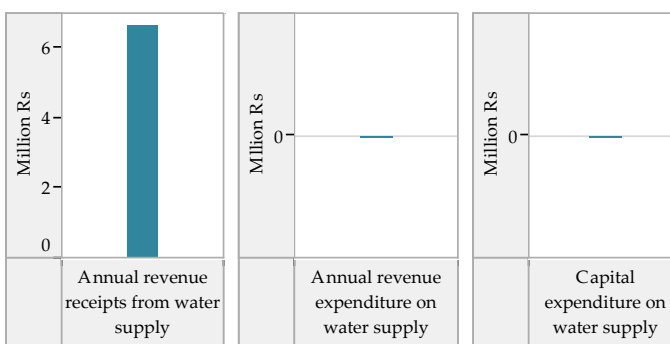 Million Rs
6
4
2
0
Annual revenue
receipts from water
supply
Million Rs
0
Annual revenue
expenditure on
water supply
Million Rs
0
Capital
expenditure on
water supply